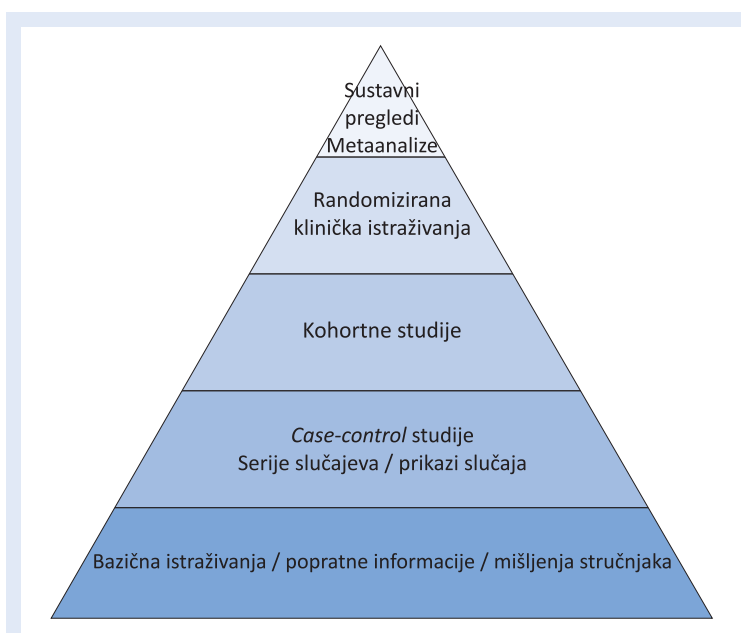 Sustavni
pregledi
Metaanalize
Randomizirana
klinička istraživanja
Kohortne studije
Case-control studije
Serije slučajeva / prikazi slučaja
Bazična istraživanja / popratne informacije / mišljenja stručnjaka